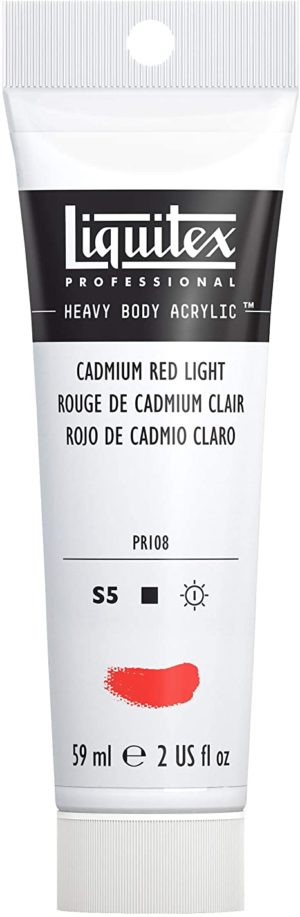 Liquitex
PROFESSIONAL
HEAVY BODY ACRYLIC™
CADMIUM RED LIGHT
ROUGE DE CADMIUM CLAIR
ROJO DE CADMIO CLARO
PR108
S5 I
59 ml ℮ 2 US fl oz